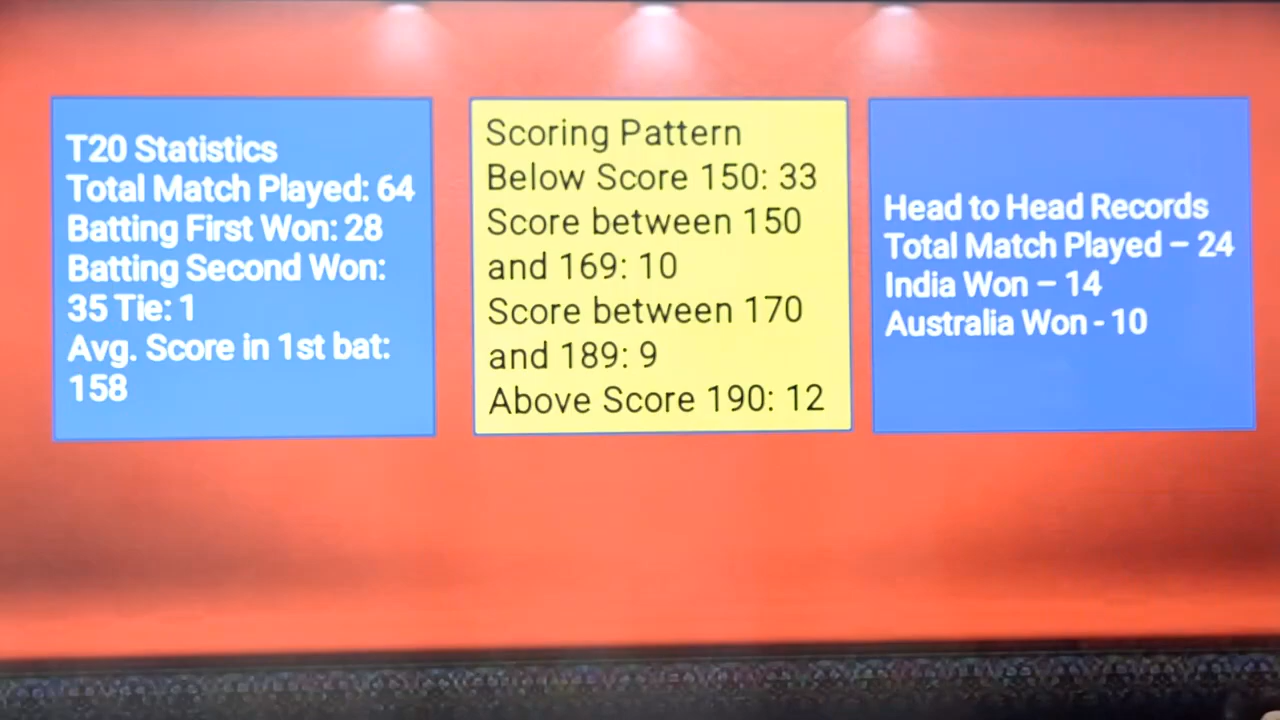 T20 Statistics
Total Match Played: 64
Batting First Won: 28
Batting Second Won:
35 Tie: 1
Avg. Score in 1st bat:
158
Scoring Pattern
Below Score 150: 33
Score between 150
and 169: 10
Score between 170
and 189: 9
Above Score 190: 12
Head to Head Records
Total Match Played – 24
India Won – 14
Australia Won - 10